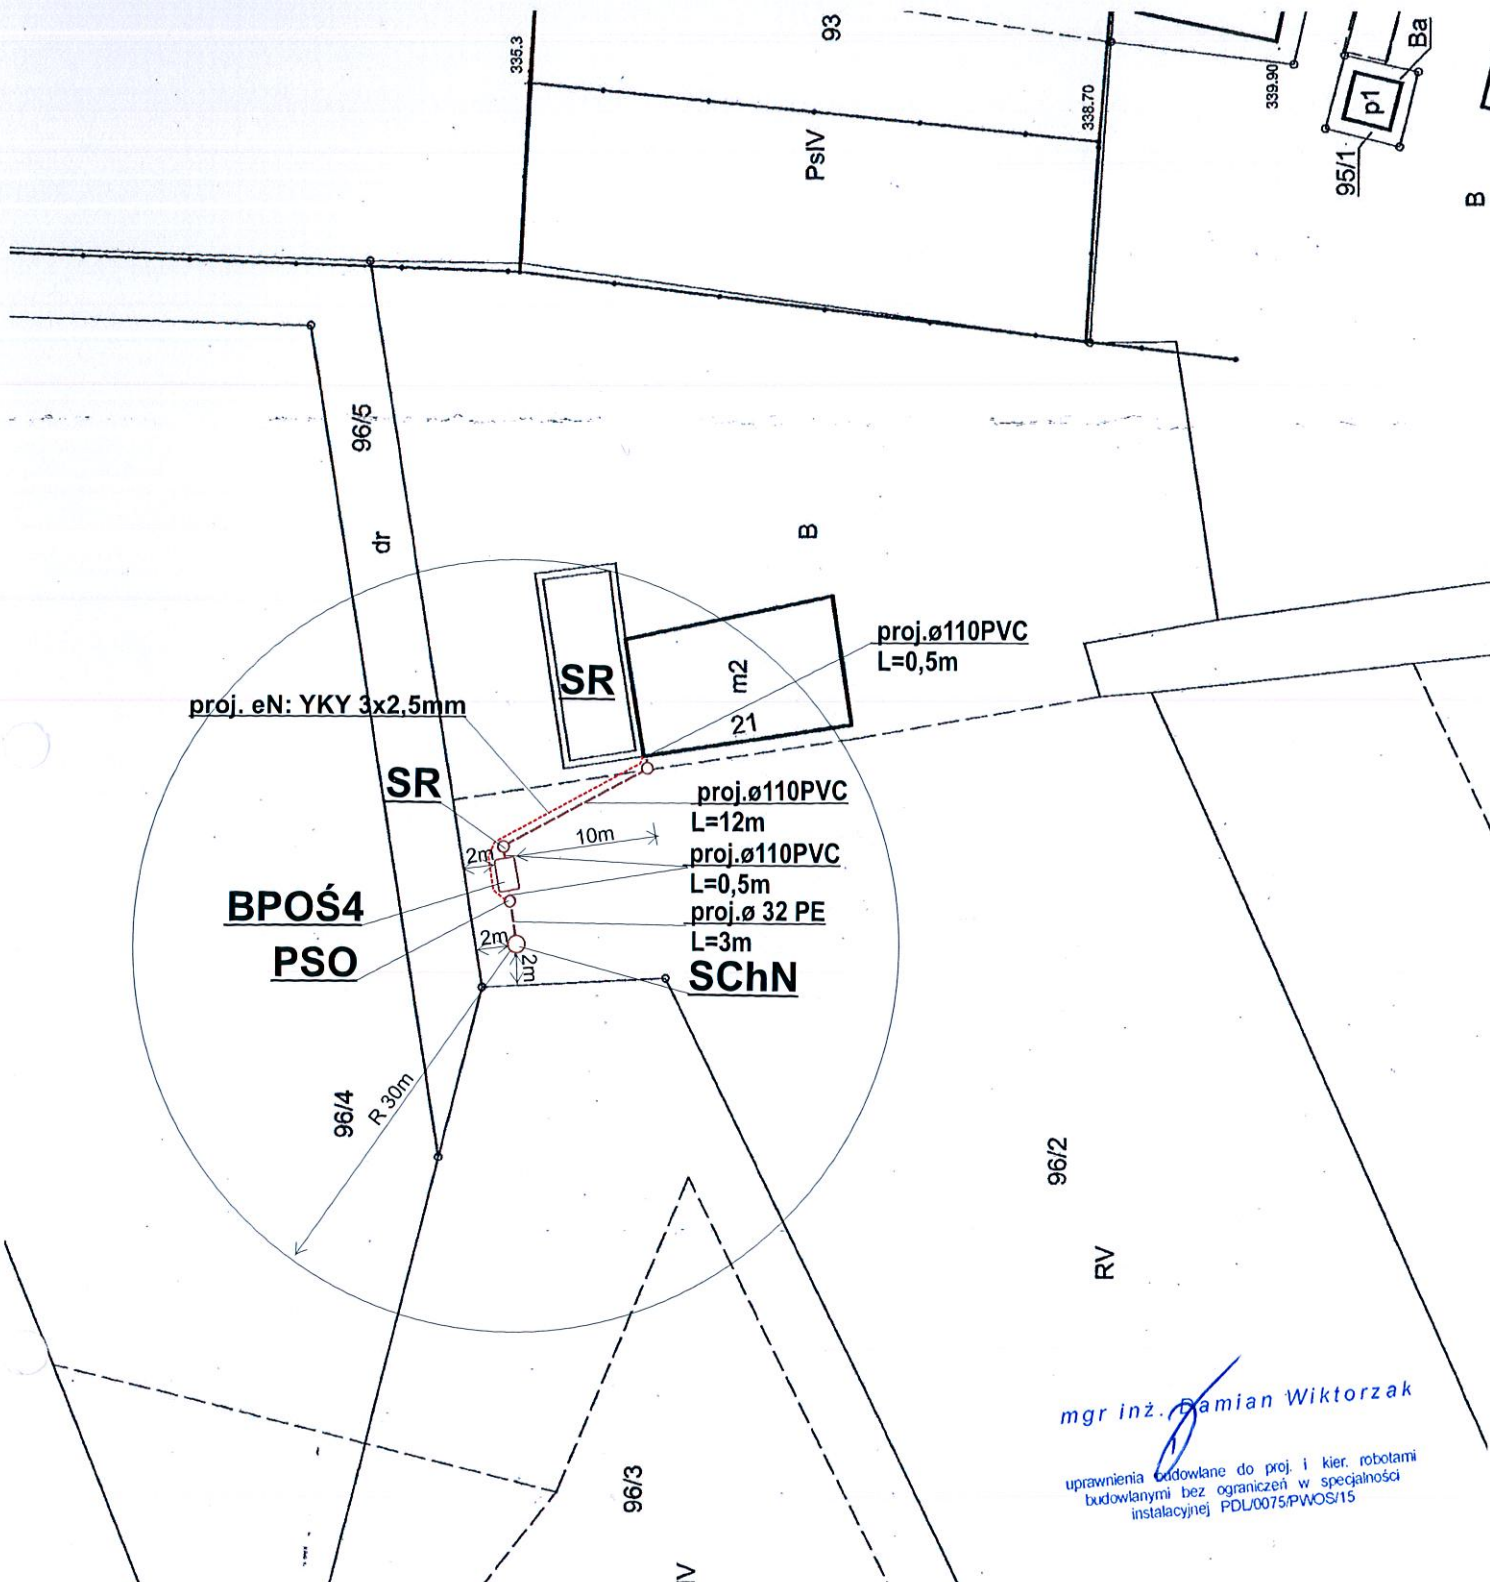 335.3
93
338.70
339.90
Ba
p1
95/1
PsIV
B
96/5
dr
B
proj.ø110PVC
L=0,5m
SR
m2
21
proj. eN: YKY 3x2,5mm
SR
proj.ø110PVC
L=12m
10m
2m
proj.ø110PVC
L=0,5m
BPOŚ4
proj.ø 32 PE
L=3m
2m
PSO
2m
SChN
96/4
R 30m
96/2
RV
96/3
mgr inż. Damian Wiktorzak
uprawnienia budowlane do proj. i kier. robotami
budowlanymi bez ograniczeń w specjalności
instalacyjnej PDL/0075/PWOS/15